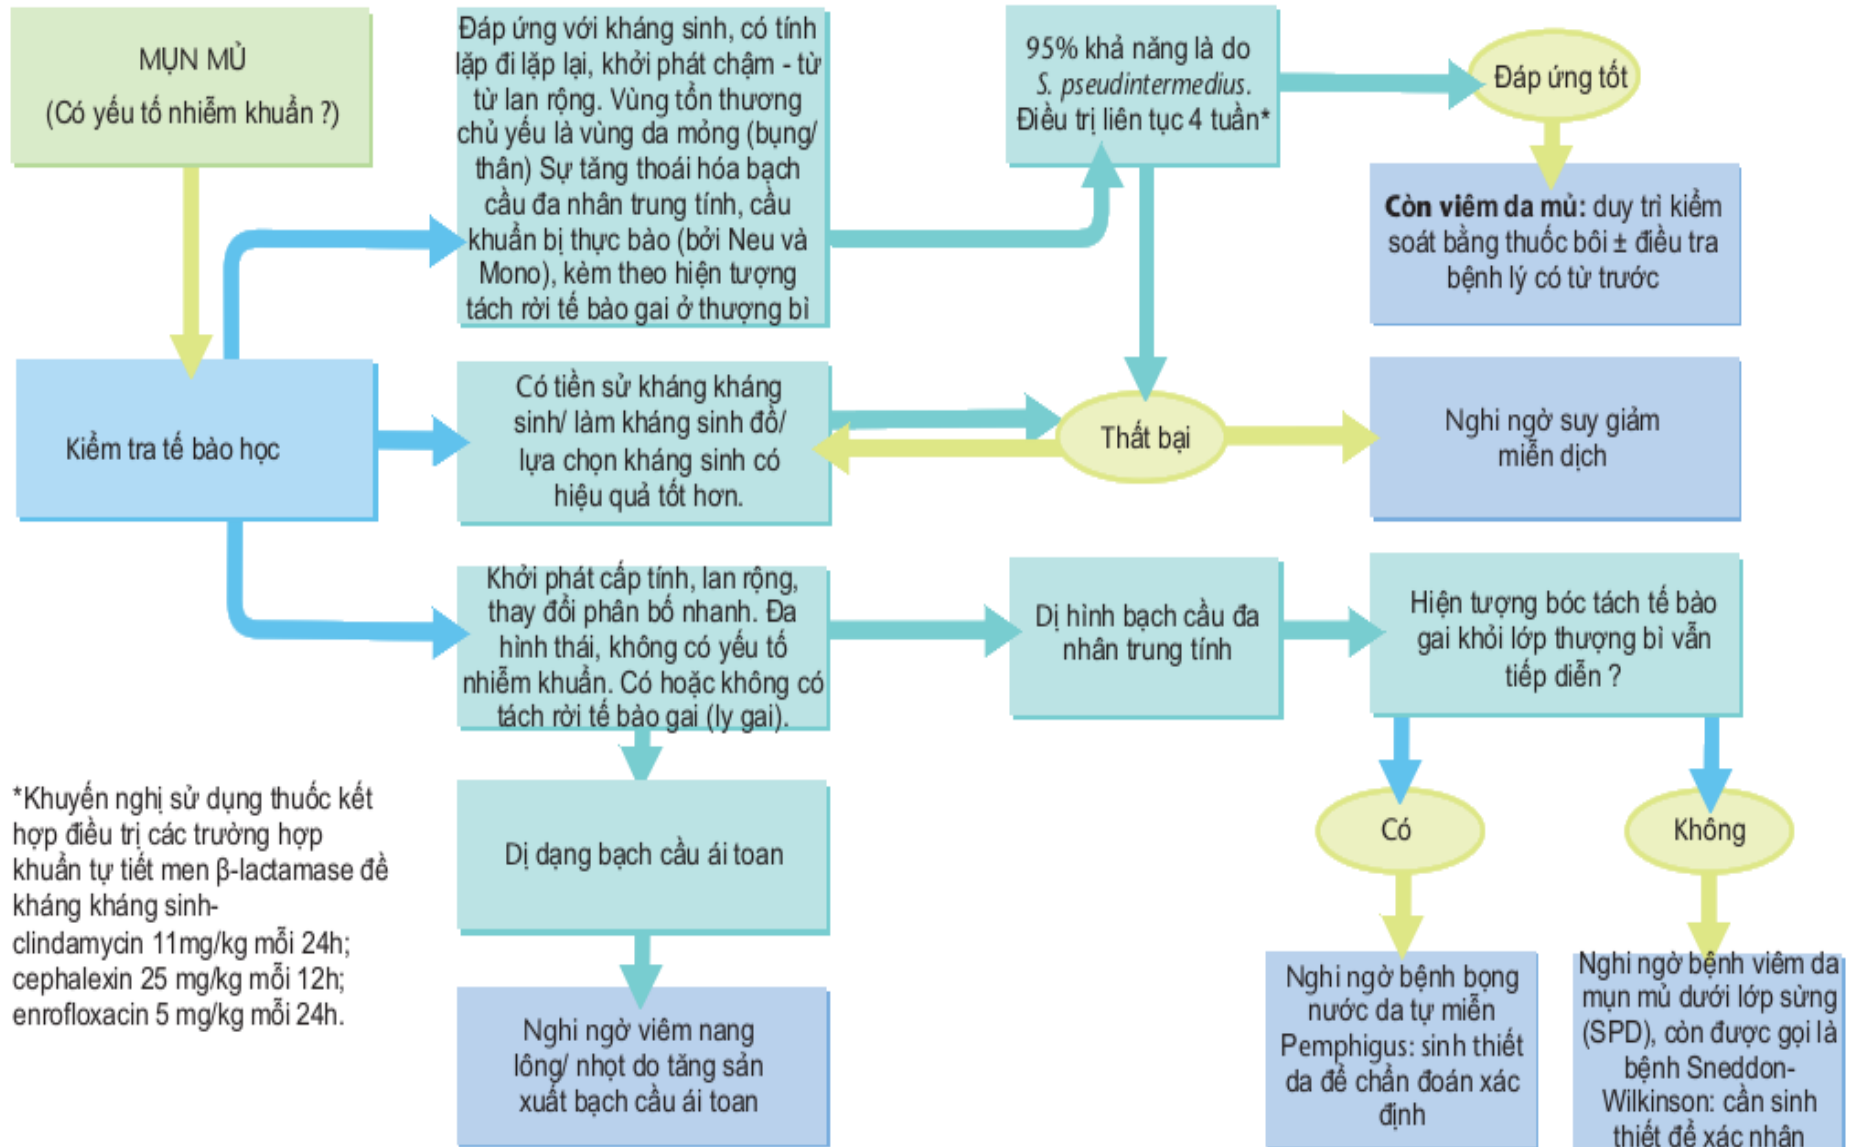 MỤN MỦ
(Có yếu tố nhiễm khuẩn ?)
Đáp ứng với kháng sinh, có tính
lặp đi lặp lại, khởi phát chậm - từ
từ lan rộng. Vùng tổn thương
chủ yếu là vùng da mỏng (bụng/
thân) Sự tăng thoái hóa bạch
cầu đa nhân trung tính, cầu
khuẩn bị thực bào (bởi Neu và
Mono), kèm theo hiện tượng
tách rời tế bào gai ở thượng bì
95% khả năng là do
S. pseudintermedius.
Điều trị liên tục 4 tuần*
Đáp ứng tốt
Còn viêm da mủ: duy trì kiểm
soát bằng thuốc bôi ± điều tra
bệnh lý có từ trước
Kiểm tra tế bào học
Có tiền sử kháng kháng
sinh/ làm kháng sinh đồ/
lựa chọn kháng sinh có
hiệu quả tốt hơn.
Thất bại
Nghi ngờ suy giảm
miễn dịch
Khởi phát cấp tính, lan rộng,
thay đổi phân bố nhanh. Đa
hình thái, không có yếu tố
nhiễm khuẩn. Có hoặc không có
tách rời tế bào gai (ly gai).
Dị hình bạch cầu đa
nhân trung tính
Hiện tượng bóc tách tế bào
gai khỏi lớp thượng bì vẫn
tiếp diễn ?
Có
Không
Dị dạng bạch cầu ái toan
Nghi ngờ viêm nang
lông/ nhọt do tăng sản
xuất bạch cầu ái toan
Nghi ngờ bệnh bọng
nước da tự miễn
Pemphigus: sinh thiết
da để chẩn đoán xác
định
Nghi ngờ bệnh viêm da
mụn mủ dưới lớp sừng
(SPD), còn được gọi là
bệnh Sneddon-
Wilkinson: cần sinh
thiết để xác nhận
*Khuyến nghị sử dụng thuốc kết
hợp điều trị các trường hợp
khuẩn tự tiết men β-lactamase để
kháng kháng sinh-
clindamycin 11mg/kg mỗi 24h;
cephalexin 25 mg/kg mỗi 12h;
enrofloxacin 5 mg/kg mỗi 24h.